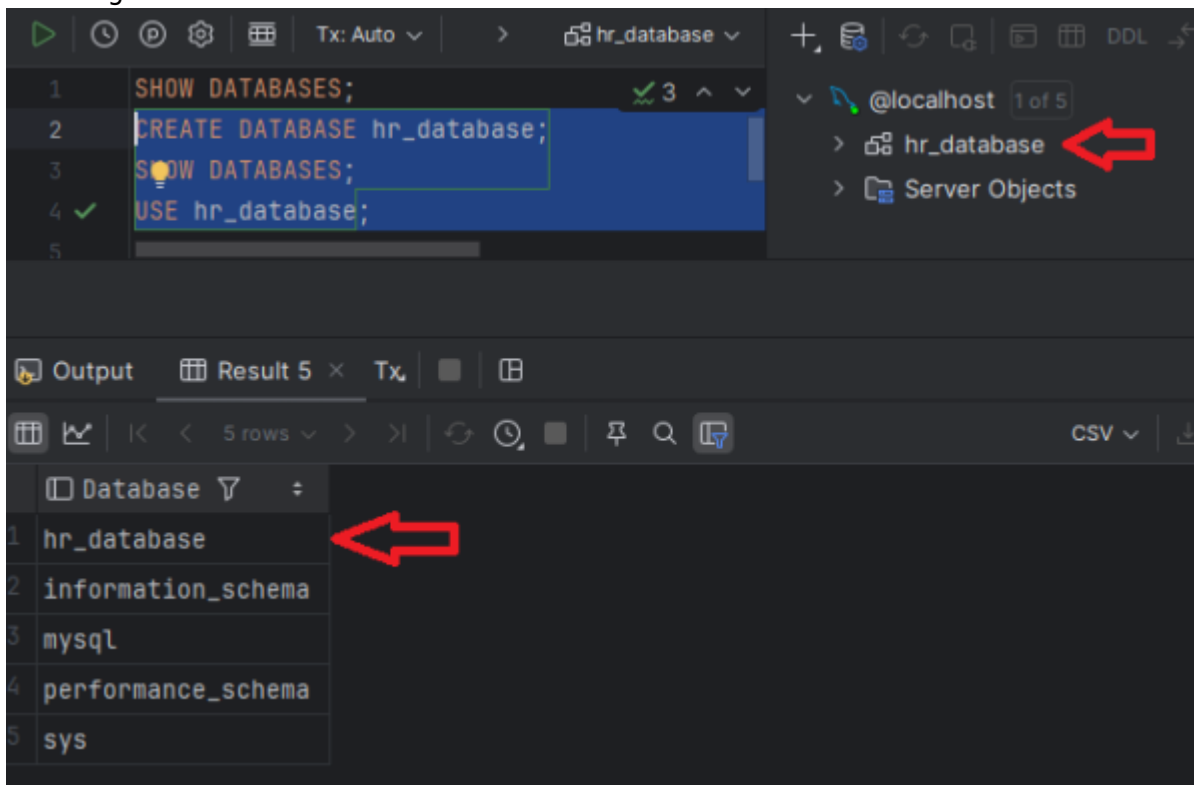 Tx: Auto
hr_database
DDL
1 SHOW DATABASES;
3
2 CREATE DATABASE hr_database;
3 SHOW DATABASES;
4 USE hr_database;
5
@localhost 1 of 5
hr_database
Server Objects
Output
Result 5
Tx
5 rows
CSV
Database
1 hr_database
2 information_schema
3 mysql
4 performance_schema
5 sys